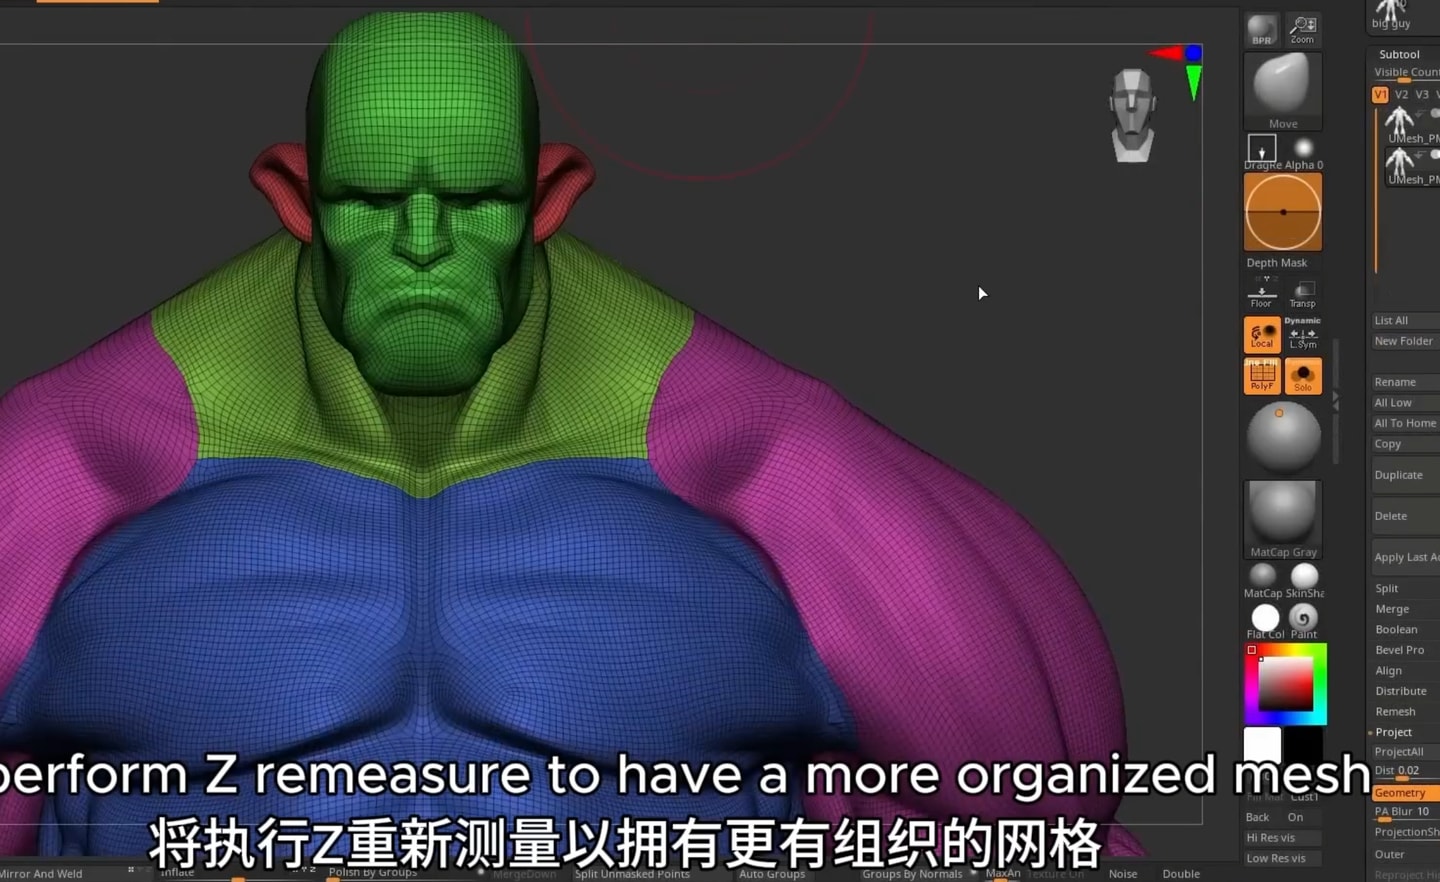 big guy
BPR
Zoom
Subtool
Visible Count
V1 V2 V3
Move
UMesh_PM
DragRe Alpha 0
UMesh_PM
Depth Mask
Floor Transp
Dynamic
Local L.Sym
List All
New Folder
PolyF Solo
Rename
All Low
All To Home
Copy
Duplicate
Delete
MatCap Gray
Apply Last Ac
MatCap SkinSha
Split
Merge
Flat Col Paint
Boolean
Bevel Pro
Align
Distribute
Remesh
Project
ProjectAll
perform Z remeasure to have a more organized mesh
Dist 0.02
Geometry
PA Blur 10
Back On
将执行Z重新测量以拥有更有组织的网格
ProjectionSh
Hi Res vis
Outer
Low Res vis
Reproject Hi
Mirror And Weld Inflate Polish By Groups MergeDown Split Unmasked Points Auto Groups Groups By Normals MaxAn Texture On Noise Double